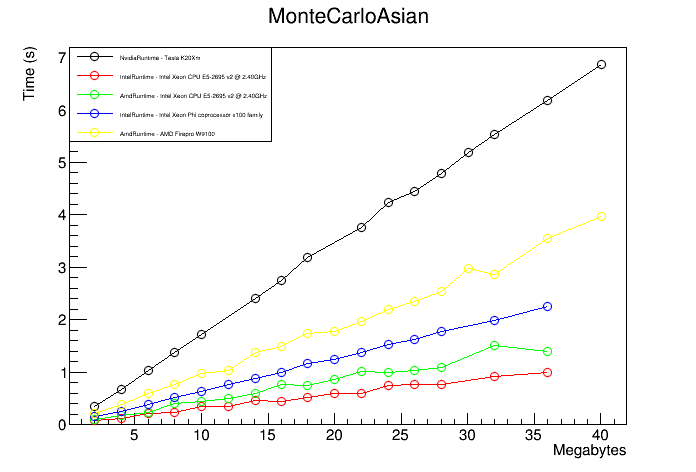 MonteCarloAsian
Time (s)
7
6
5
4
3
2
1
0
NvidiaRuntime - Tesla K20Xm
IntelRuntime - Intel Xeon CPU E5-2695 v2 @ 2.40GHz
AmdRuntime - Intel Xeon CPU E5-2695 v2 @ 2.40GHz
IntelRuntime - Intel Xeon Phi coprocessor x100 family
AmdRuntime - AMD Firepro W9100
5 10 15 20 25 30 35 40
Megabytes